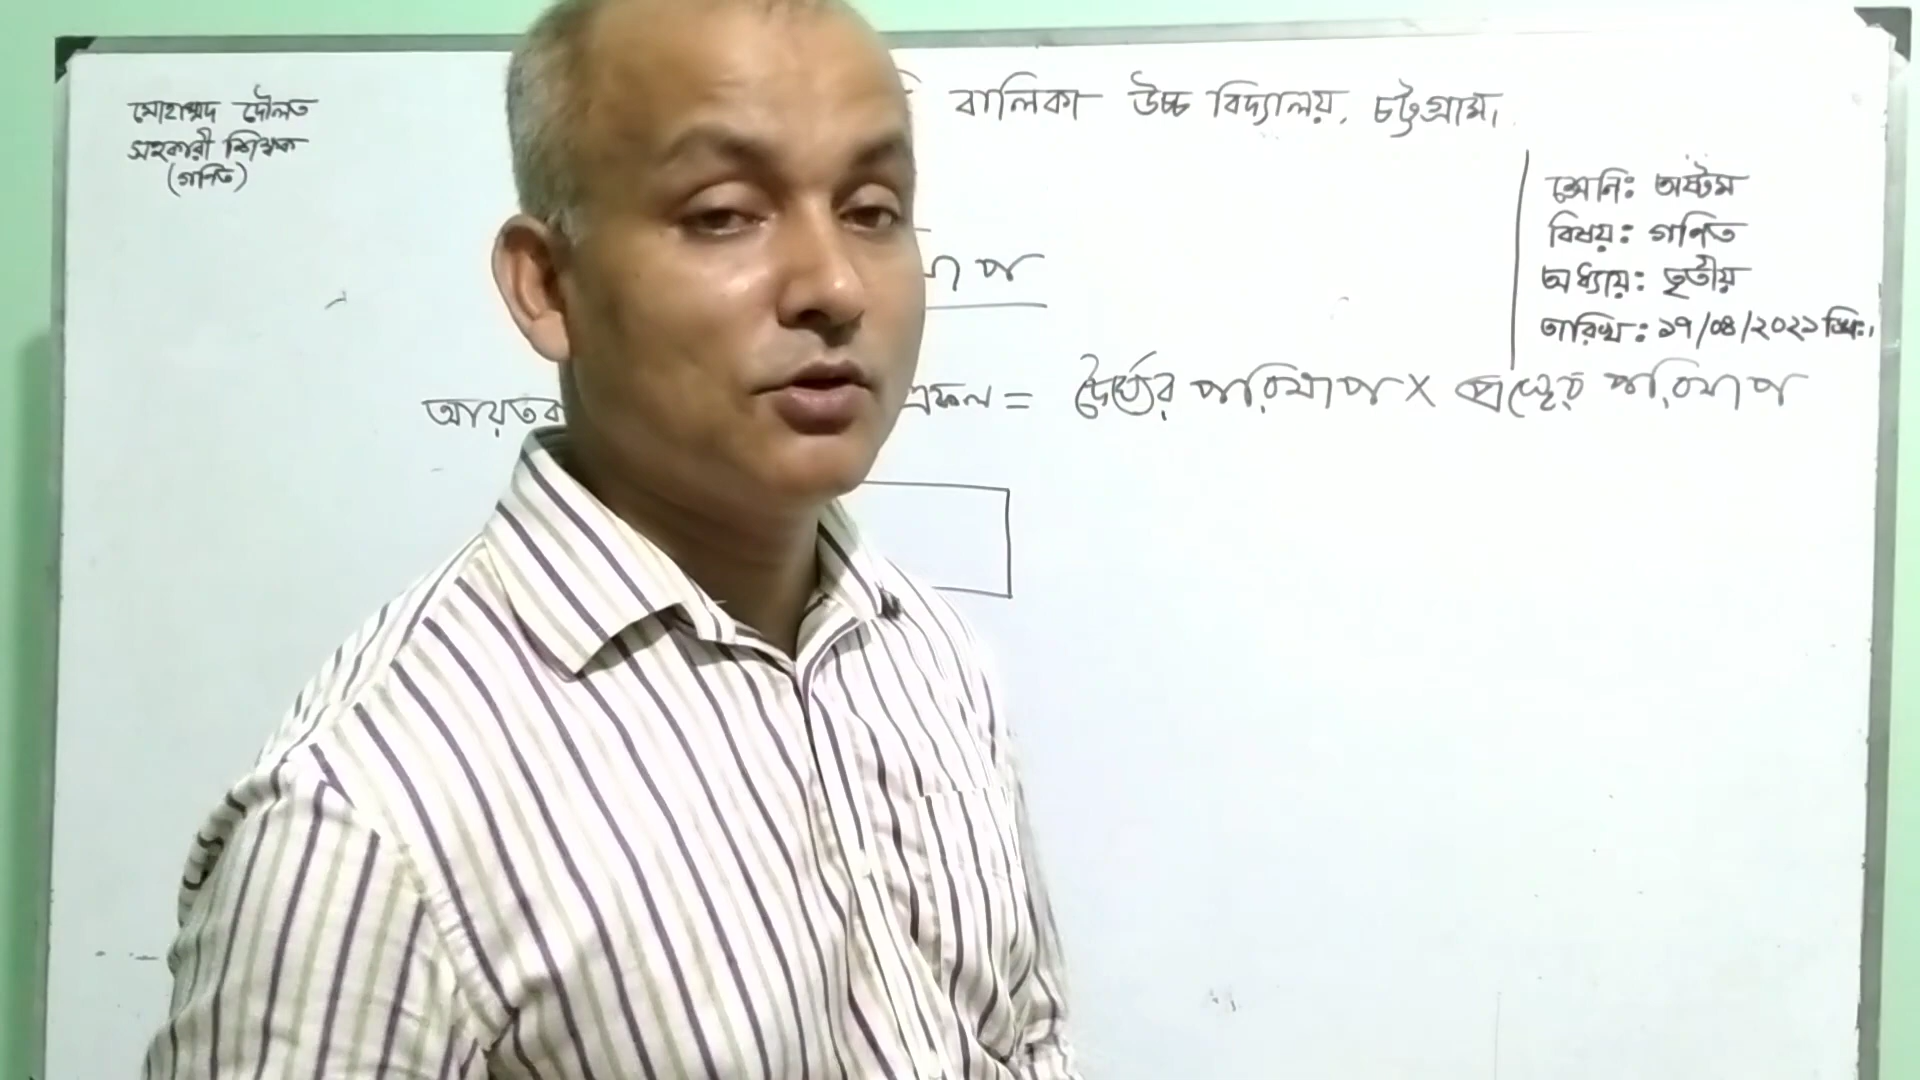 মোহাম্মদ দৌলত
সহকারী শিক্ষক
(গণিত)
বালিকা উচ্চ বিদ্যালয়, চট্টগ্রাম।
শ্রেনি: অষ্টম
বিষয়: গণিত
অধ্যায়: তৃতীয়
তারিখ: ১৭/০৪/২০২১ খ্রি:।
= দৈর্ঘ্যের পরিমাপ X প্রস্থের পরিমাপ